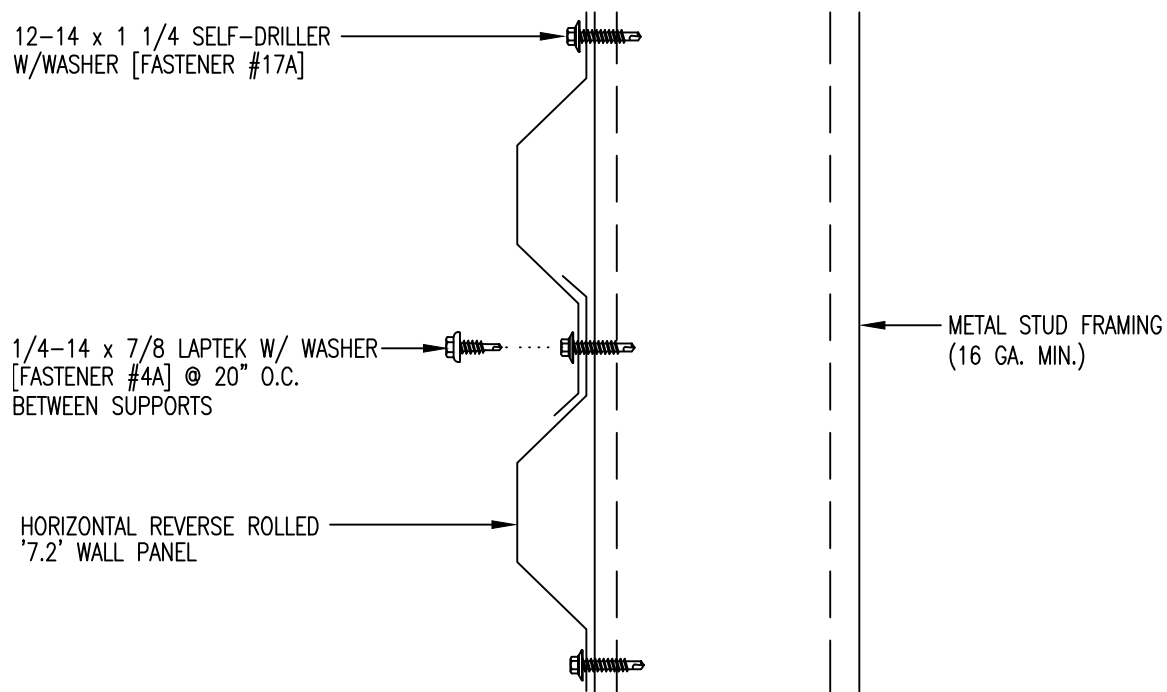 12-14 x 1 1/4 SELF-DRILLER
W/WASHER [FASTENER #17A]
1/4-14 x 7/8 LAPTEK W/ WASHER
[FASTENER #4A] @ 20" O.C.
BETWEEN SUPPORTS
METAL STUD FRAMING
(16 GA. MIN.)
HORIZONTAL REVERSE ROLLED
'7.2' WALL PANEL